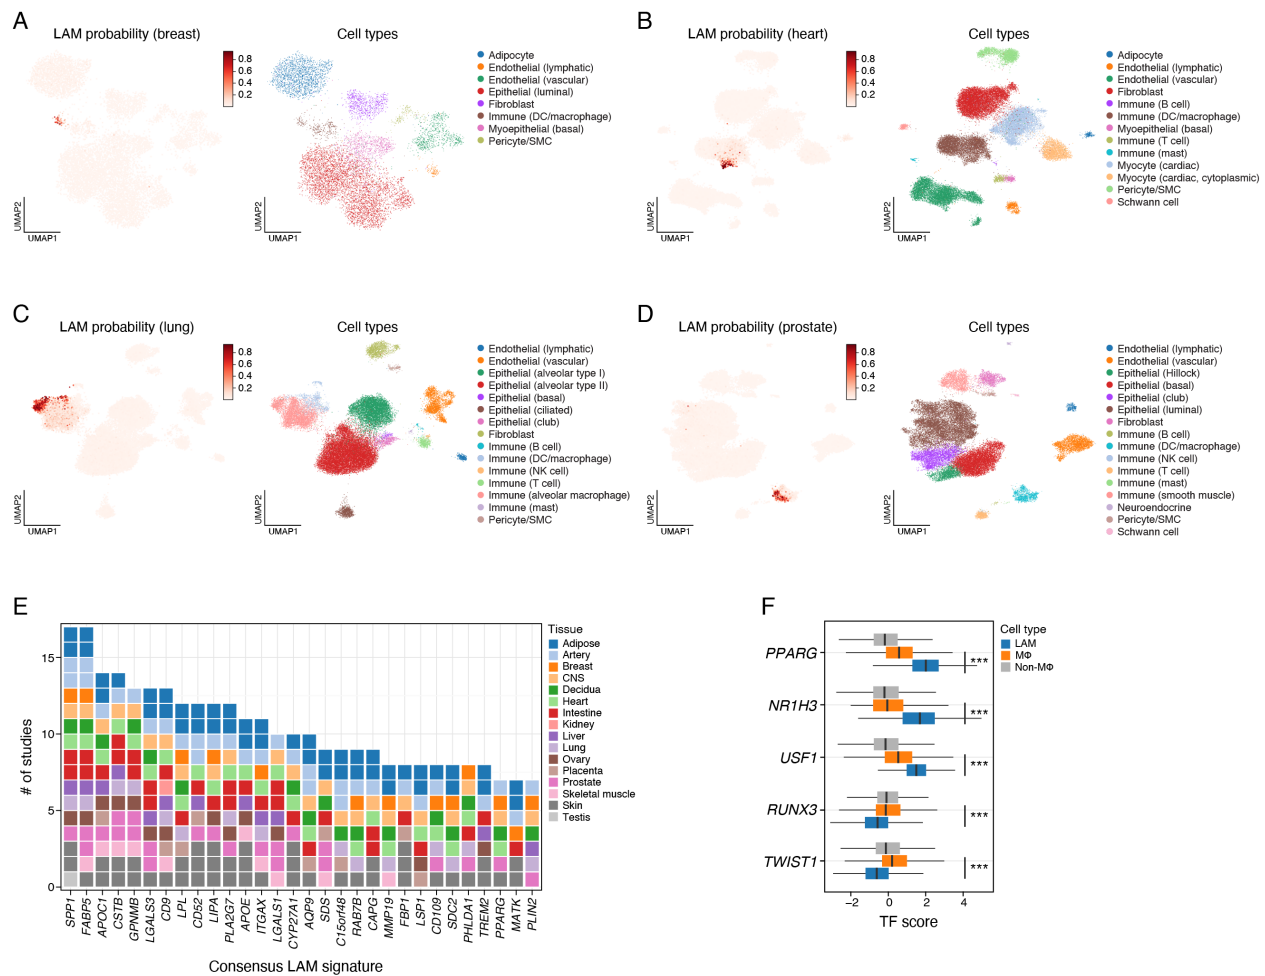 A
LAM probability (breast)
0.8
0.6
0.4
0.2
UMAP2
UMAP1
Cell types
Adipocyte
Endothelial (lymphatic)
Endothelial (vascular)
Epithelial (luminal)
Fibroblast
Immune (DC/macrophage)
Myoepithelial (basal)
Pericyte/SMC
UMAP2
UMAP1
B
LAM probability (heart)
0.8
0.6
0.4
0.2
UMAP2
UMAP1
Cell types
Adipocyte
Endothelial (lymphatic)
Endothelial (vascular)
Fibroblast
Immune (B cell)
Immune (DC/macrophage)
Myoepithelial (basal)
Immune (T cell)
Immune (mast)
Myocyte (cardiac)
Myocyte (cardiac, cytoplasmic)
Pericyte/SMC
Schwann cell
UMAP2
UMAP1
C
LAM probability (lung)
0.8
0.6
0.4
0.2
UMAP2
UMAP1
Cell types
Endothelial (lymphatic)
Endothelial (vascular)
Epithelial (alveolar type I)
Epithelial (alveolar type II)
Epithelial (basal)
Epithelial (ciliated)
Epithelial (club)
Fibroblast
Immune (B cell)
Immune (DC/macrophage)
Immune (NK cell)
Immune (T cell)
Immune (alveolar macrophage)
Immune (mast)
Pericyte/SMC
UMAP2
UMAP1
D
LAM probability (prostate)
0.8
0.6
0.4
0.2
UMAP2
UMAP1
Cell types
Endothelial (lymphatic)
Endothelial (vascular)
Epithelial (Hillock)
Epithelial (basal)
Epithelial (club)
Epithelial (luminal)
Fibroblast
Immune (B cell)
Immune (DC/macrophage)
Immune (NK cell)
Immune (T cell)
Immune (mast)
Immune (smooth muscle)
Neuroendocrine
Pericyte/SMC
Schwann cell
UMAP2
UMAP1
E
# of studies
15
10
5
0
SPP1
FABP5
APOC1
CSTB
GPNMB
LGALS3
CD9
LPL
CD52
LIPA
PLA2G7
APOE
ITGAX
LGALS1
CYP27A1
AQP9
SDS
C15orf48
RAB7B
CAPG
MMP19
FBP1
LSP1
CD109
SDC2
PHLDA1
TREM2
PPARG
MATK
PLIN2
Consensus LAM signature
Tissue
Adipose
Artery
Breast
CNS
Decidua
Heart
Intestine
Kidney
Liver
Lung
Ovary
Placenta
Prostate
Skeletal muscle
Skin
Testis
F
PPARG
NR1H3
USF1
RUNX3
TWIST1
***
***
***
***
***
−2
0
2
4
TF score
Cell type
LAM
MΦ
Non-MΦ